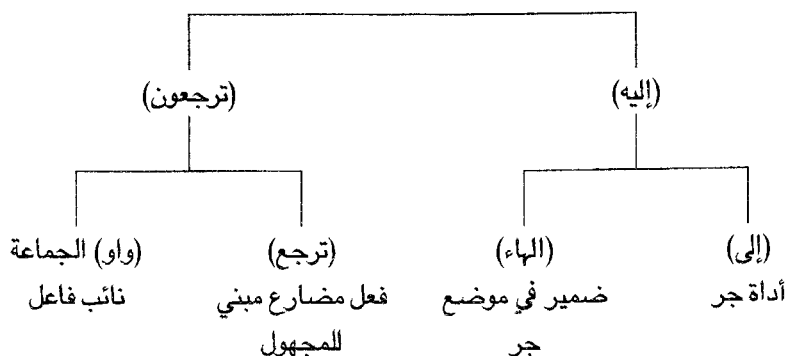 (إليه) (ترجعون)
(إلى) (الهاء) (ترجع) (واو) الجماعة
أداة جر ضمير في موضع فعل مضارع مبني نائب فاعل
جر للمجهول